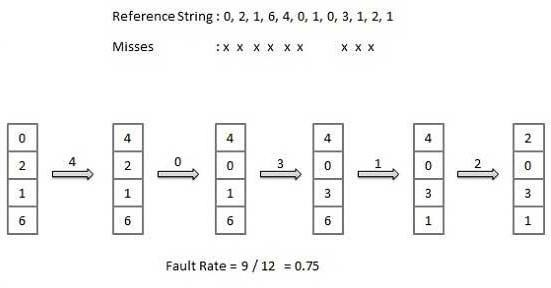 Reference String : 0, 2, 1, 6, 4, 0, 1, 0, 3, 1, 2, 1
Misses : x x x x x x x x x
4 0 3 1 2
0 4 4 4 4 2
2 2 0 0 0 0
1 1 1 3 3 3
6 6 6 6 1 1
Fault Rate = 9 / 12 = 0.75